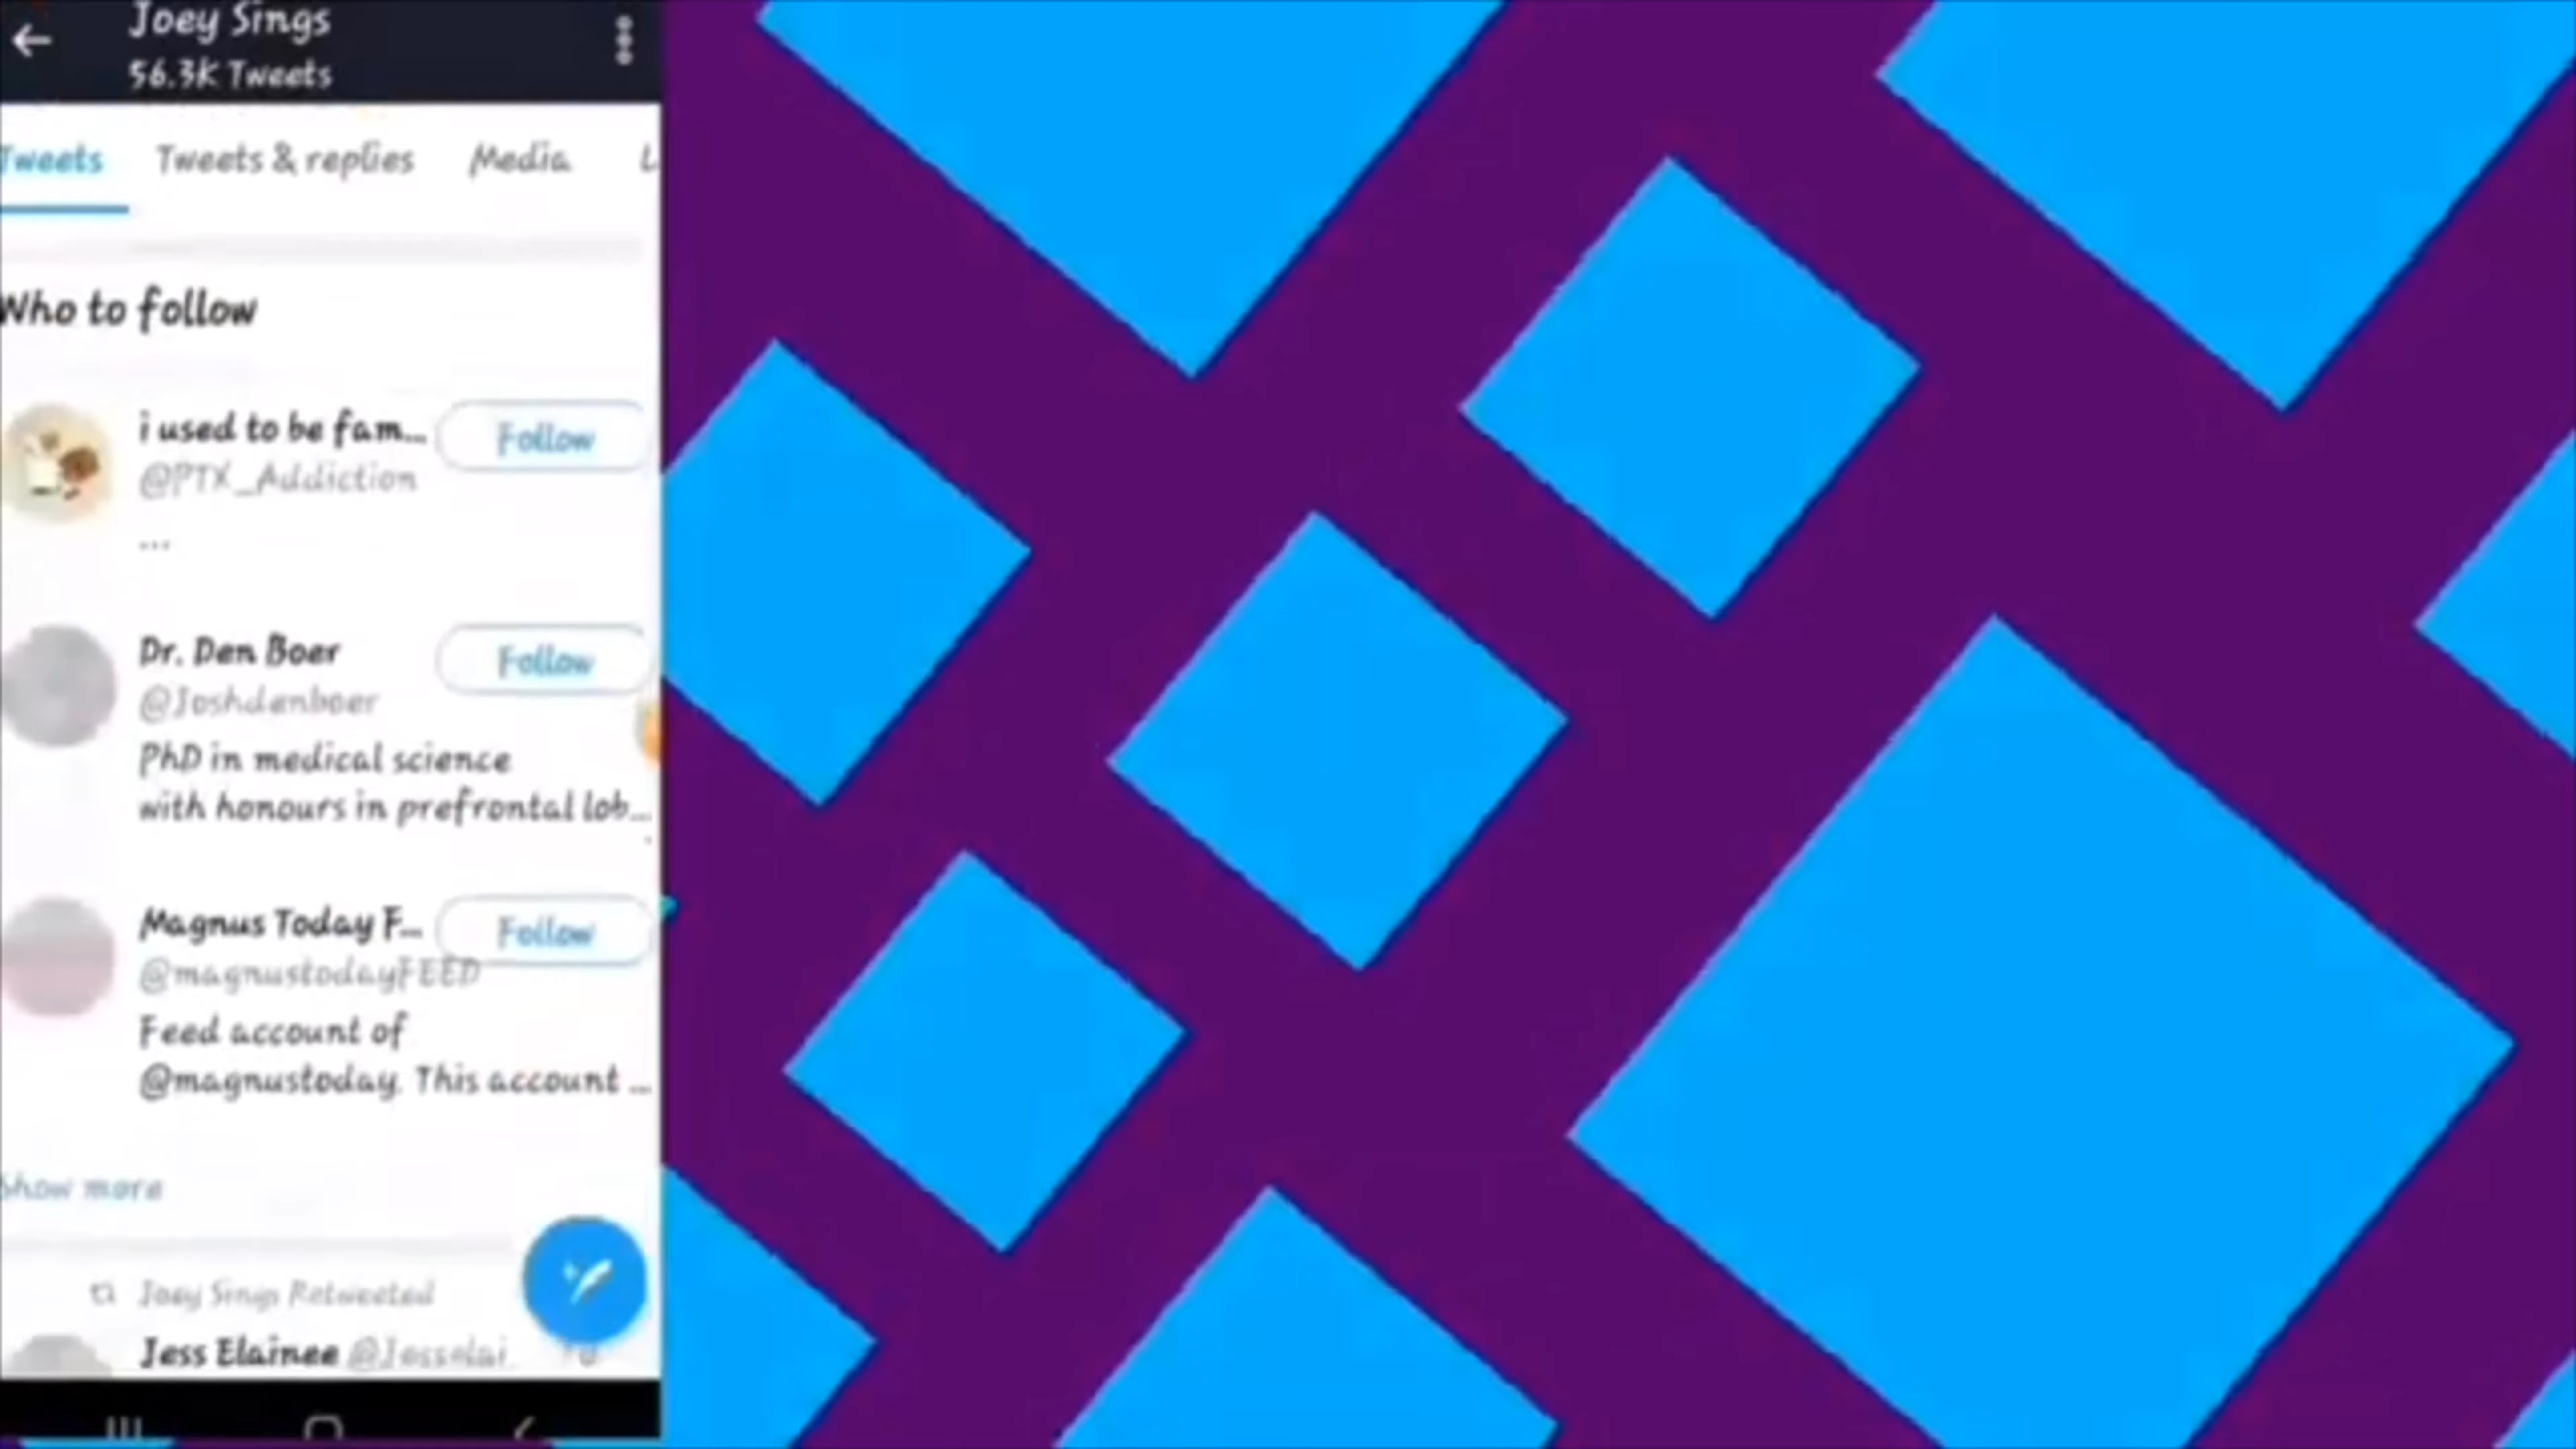 Joey Sings
56.3K Tweets
Tweets Tweets & replies Media L
Who to follow
i used to be fam... Follow
@PTX_Addiction
...
Dr. Den Boer Follow
@Joshdenboer
PhD in medical science
with honours in prefrontal lob...
Magnus Today F... Follow
@magnustodayFEED
Feed account of
@magnustoday. This account ...
Show more
Joey Sings Retweeted
Jess Elainee @Jesselai